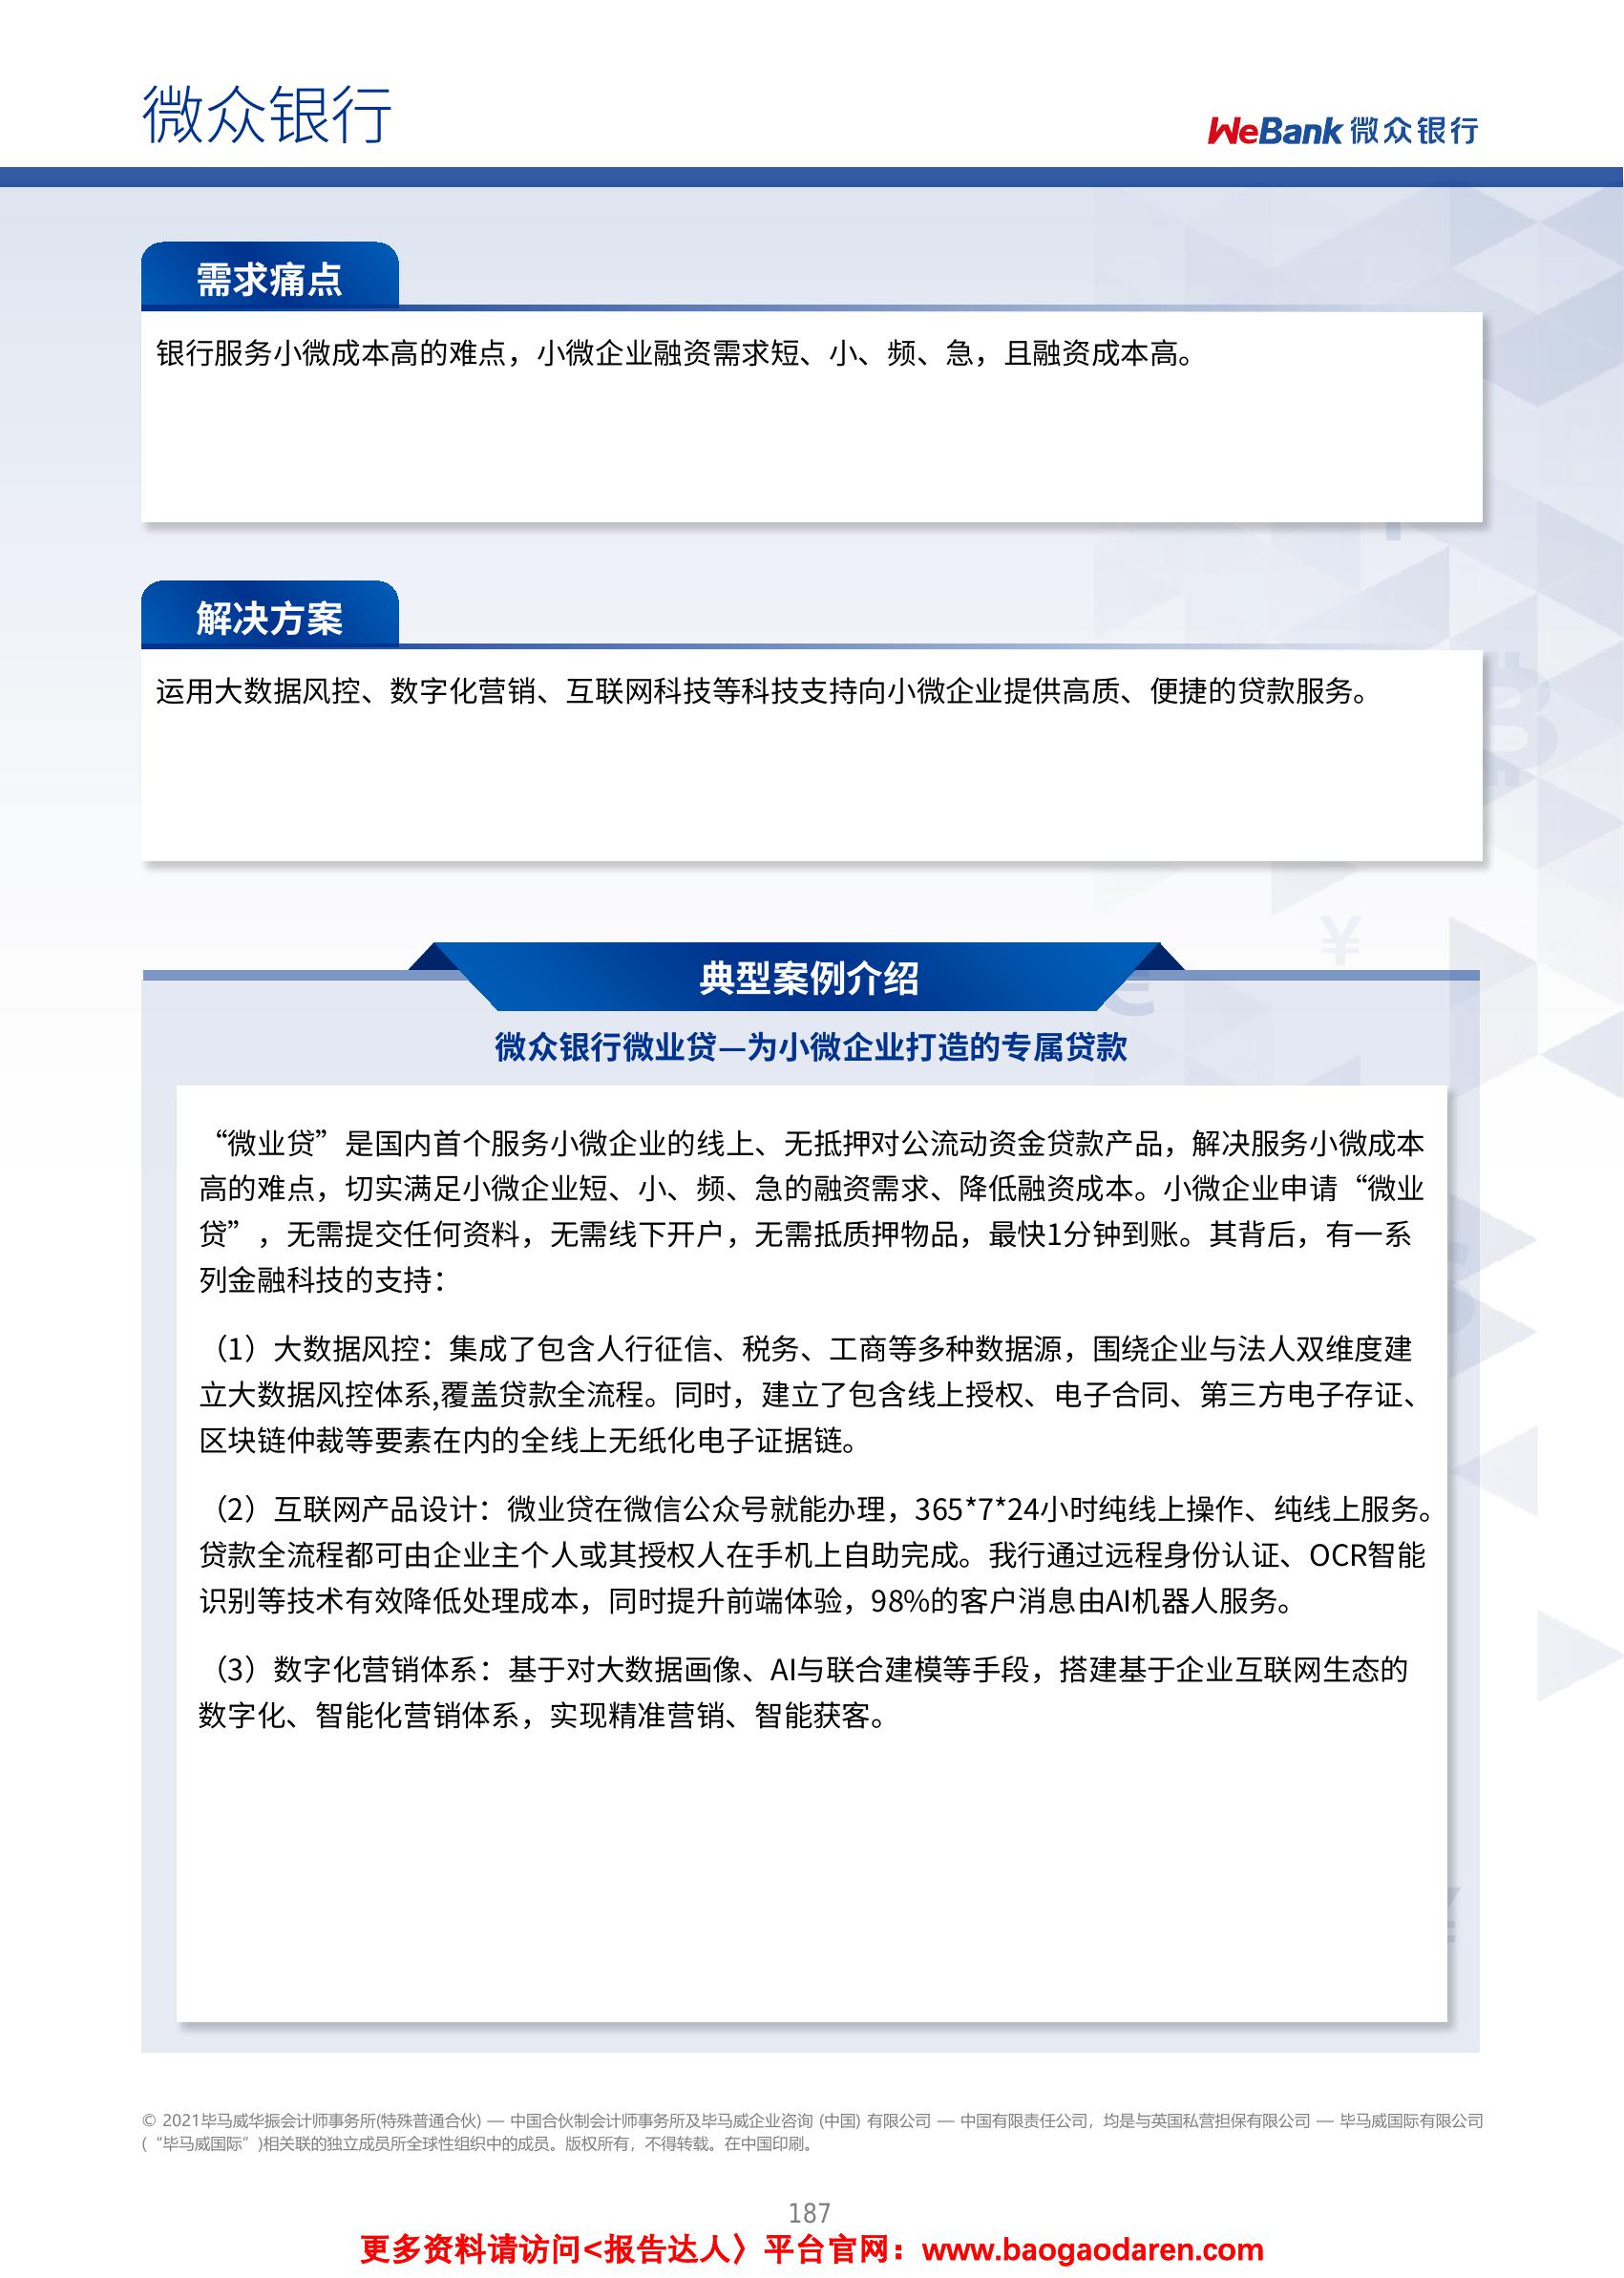 微众银行
WeBank 微众银行
需求痛点
银行服务小微成本高的难点，小微企业融资需求短、小、频、急，且融资成本高。
解决方案
运用大数据风控、数字化营销、互联网科技等科技支持向小微企业提供高质、便捷的贷款服务。
典型案例介绍
微众银行微业贷—为小微企业打造的专属贷款
“微业贷”是国内首个服务小微企业的线上、无抵押对公流动资金贷款产品，解决服务小微成本
高的难点，切实满足小微企业短、小、频、急的融资需求、降低融资成本。小微企业申请“微业
贷”，无需提交任何资料，无需线下开户，无需抵质押物品，最快1分钟到账。其背后，有一系
列金融科技的支持：
（1）大数据风控：集成了包含人行征信、税务、工商等多种数据源，围绕企业与法人双维度建
立大数据风控体系,覆盖贷款全流程。同时，建立了包含线上授权、电子合同、第三方电子存证、
区块链仲裁等要素在内的全线上无纸化电子证据链。
（2）互联网产品设计：微业贷在微信公众号就能办理，365*7*24小时纯线上操作、纯线上服务。
贷款全流程都可由企业主个人或其授权人在手机上自助完成。我行通过远程身份认证、OCR智能
识别等技术有效降低处理成本，同时提升前端体验，98%的客户消息由AI机器人服务。
（3）数字化营销体系：基于对大数据画像、AI与联合建模等手段，搭建基于企业互联网生态的
数字化、智能化营销体系，实现精准营销、智能获客。
© 2021毕马威华振会计师事务所(特殊普通合伙) — 中国合伙制会计师事务所及毕马威企业咨询 (中国) 有限公司 — 中国有限责任公司，均是与英国私营担保有限公司 — 毕马威国际有限公司
(“毕马威国际”)相关联的独立成员所全球性组织中的成员。版权所有，不得转载。在中国印刷。
187
更多资料请访问<报告达人〉平台官网：www.baogaodaren.com